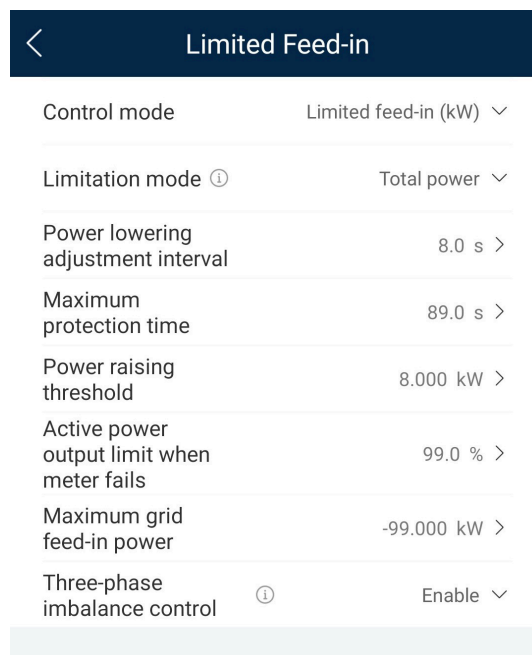 Limited Feed-in
Control mode Limited feed-in (kW)
Limitation mode Total power
Power lowering
adjustment interval 8.0 s
Maximum
protection time 89.0 s
Power raising
threshold 8.000 kW
Active power
output limit when
meter fails 99.0 %
Maximum grid
feed-in power -99.000 kW
Three-phase
imbalance control Enable